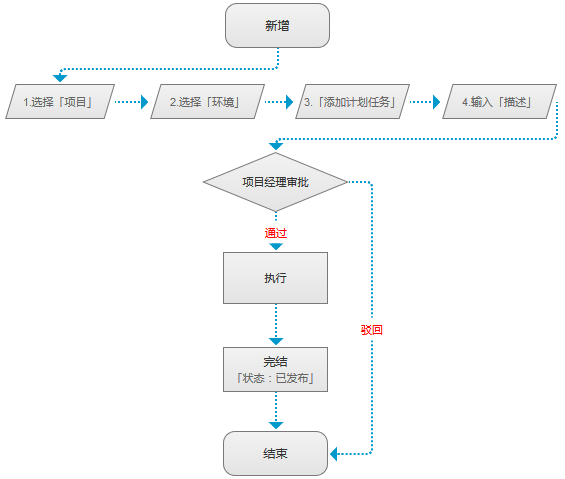 新增
1.选择「项目」
2.选择「环境」
3.「添加计划任务」
4.输入「描述」
项目经理审批
通过
执行
驳回
完结
「状态：已发布」
结束